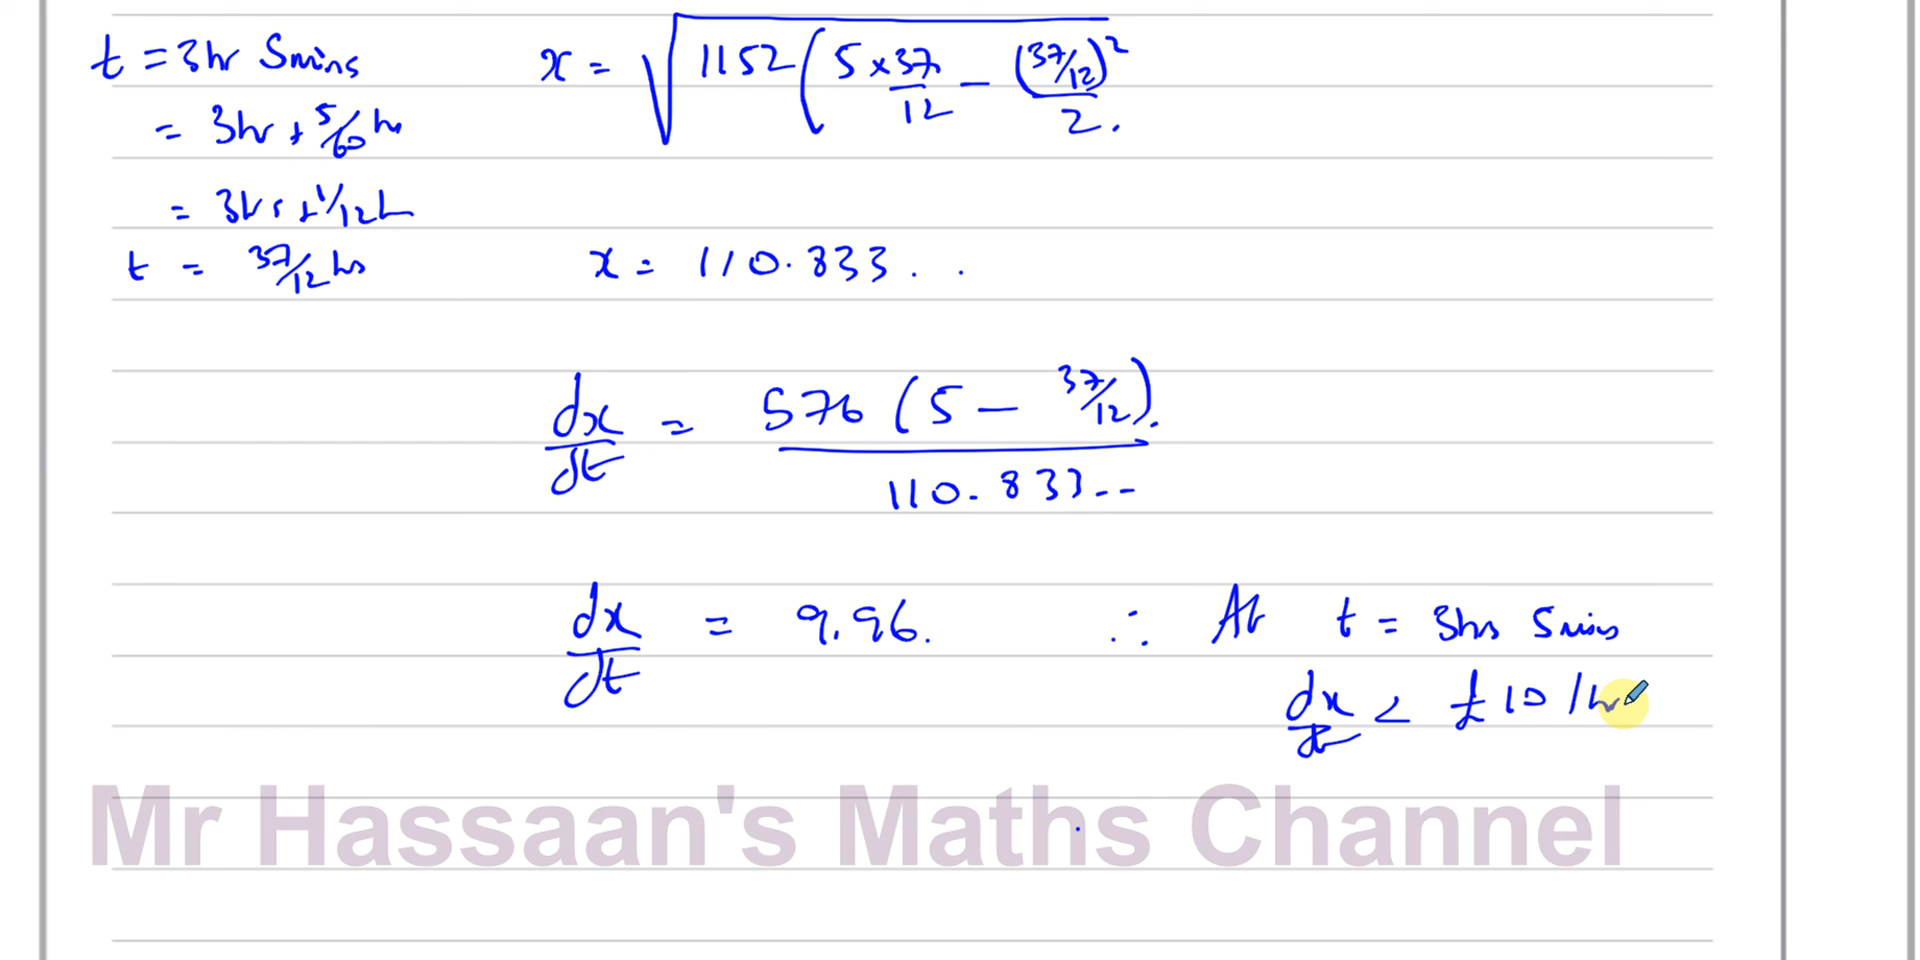 t = 3hr 5mins
= 3hr + 5/60 hr
= 3hrs + 1/12 h
t = 37/12 hrs
x = √1152(5 × 37/12 − (37/12)²/2.
x = 110.833 . .
dx/dt = 576 (5 − 37/12). / 110.833..
dx/dt = 9.96. ∴ At t = 3hrs 5mins
dx/dt < £10 /hr
Mr Hassaan's Maths Channel